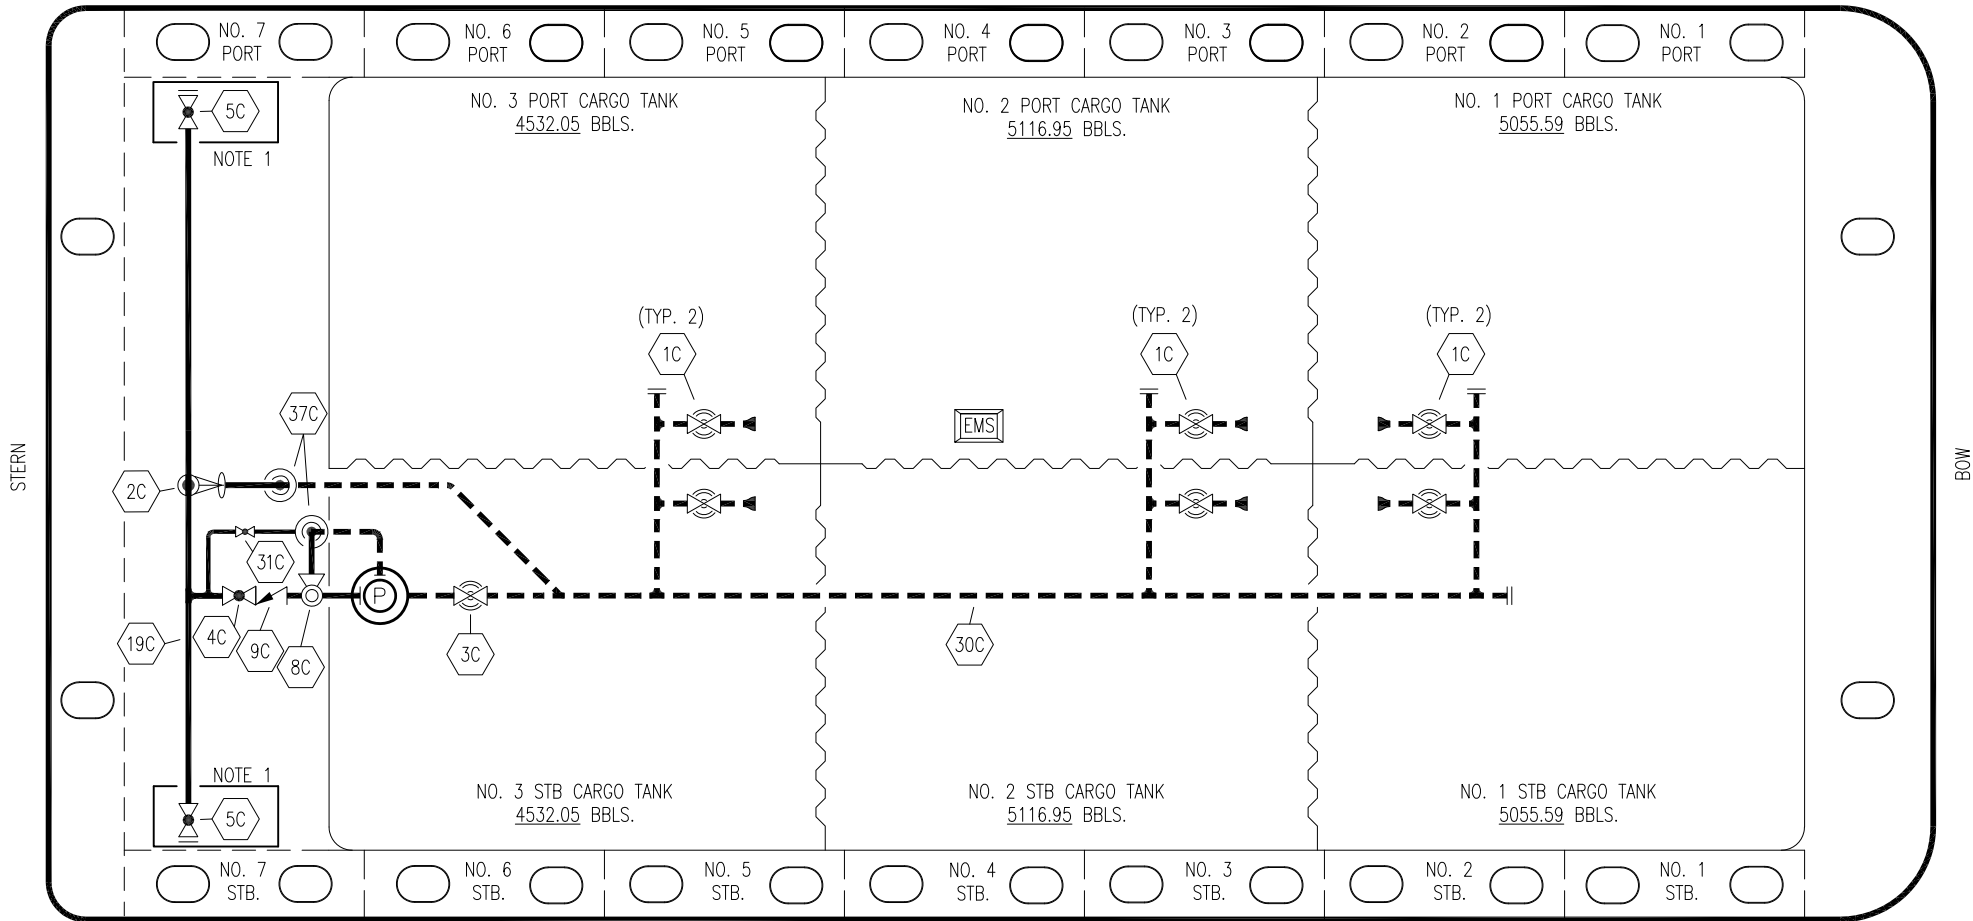 NO. 7
PORT
NO. 6
PORT
NO. 5
PORT
NO. 4
PORT
NO. 3
PORT
NO. 2
PORT
NO. 1
PORT
5C
NOTE 1
NO. 3 PORT CARGO TANK
4532.05 BBLS.
NO. 2 PORT CARGO TANK
5116.95 BBLS.
NO. 1 PORT CARGO TANK
5055.59 BBLS.
(TYP. 2)
1C
(TYP. 2)
1C
(TYP. 2)
1C
37C
EMS
STERN
BOW
2C
31C
P
19C
4C
9C
8C
3C
30C
NOTE 1
5C
NO. 3 STB CARGO TANK
4532.05 BBLS.
NO. 2 STB CARGO TANK
5116.95 BBLS.
NO. 1 STB CARGO TANK
5055.59 BBLS.
NO. 7
STB.
NO. 6
STB.
NO. 5
STB.
NO. 4
STB.
NO. 3
STB.
NO. 2
STB.
NO. 1
STB.